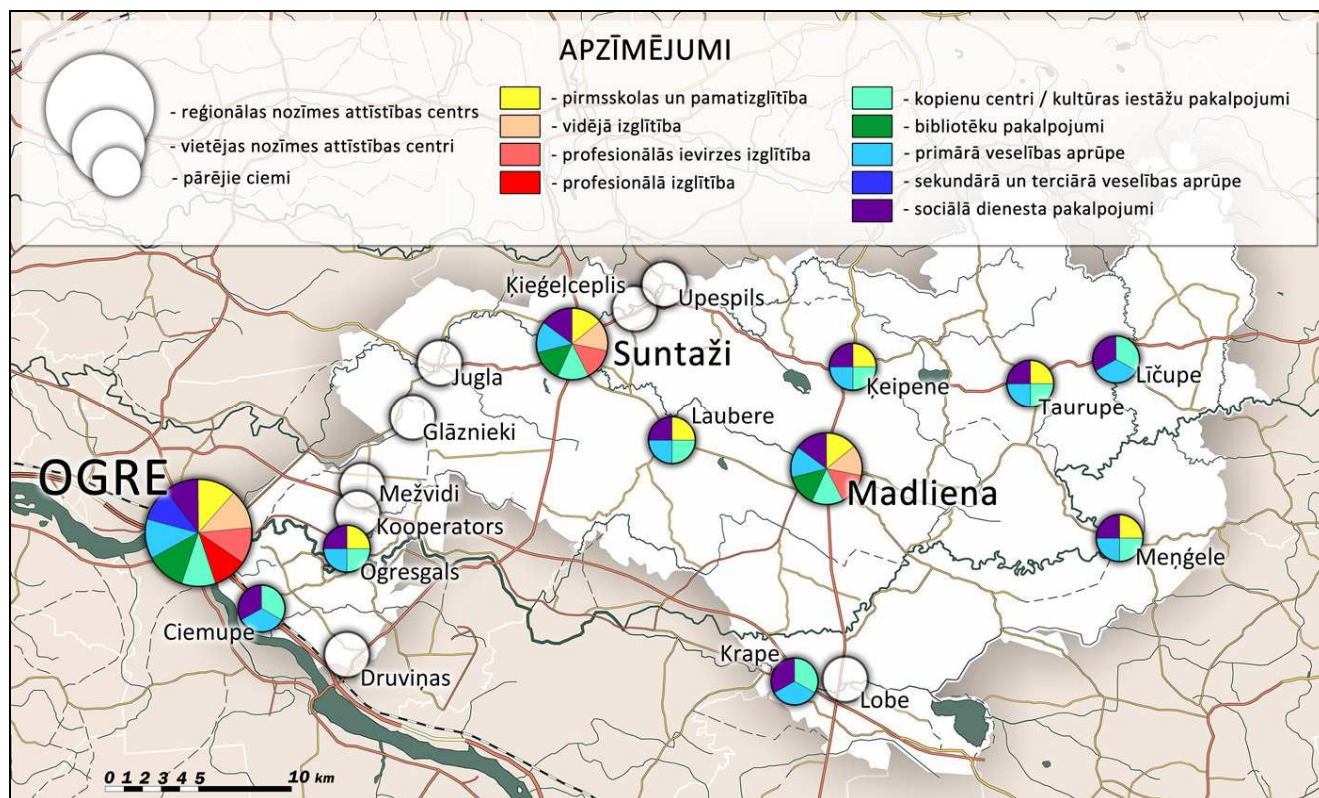 APZĪMĒJUMI
- reģionālas nozīmes attīstības centrs
- vietējas nozīmes attīstības centri
- pārējie ciemi
- pirmsskolas un pamatizglītība
- vidējā izglītība
- profesionālās ievirzes izglītība
- profesionālā izglītība
- kopienu centri / kultūras iestāžu pakalpojumi
- bibliotēku pakalpojumi
- primārā veselības aprūpe
- sekundārā un terciārā veselības aprūpe
- sociālā dienesta pakalpojumi
Ķieģeļceplis
Upespils
Suntaži
Jugla
Ķeipene
Līčupe
Taurupe
Glāznieki
Laubere
OGRE
Mežvidi
Madliena
Kooperators
Ogresgals
Meņģele
Ciemupe
Krape
Druviņas
Lobe
0 1 2 3 4 5 10 km